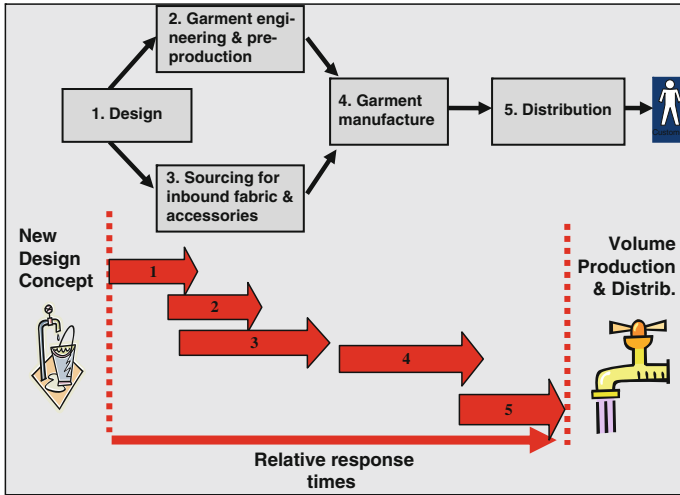 2. Garment engi-
neering & pre-
production
1. Design
4. Garment
manufacture
5. Distribution
Custome
3. Sourcing for
inbound fabric &
accessories
New
Design
Concept
Volume
Production
& Distrib.
1
2
3
4
5
Relative response
times